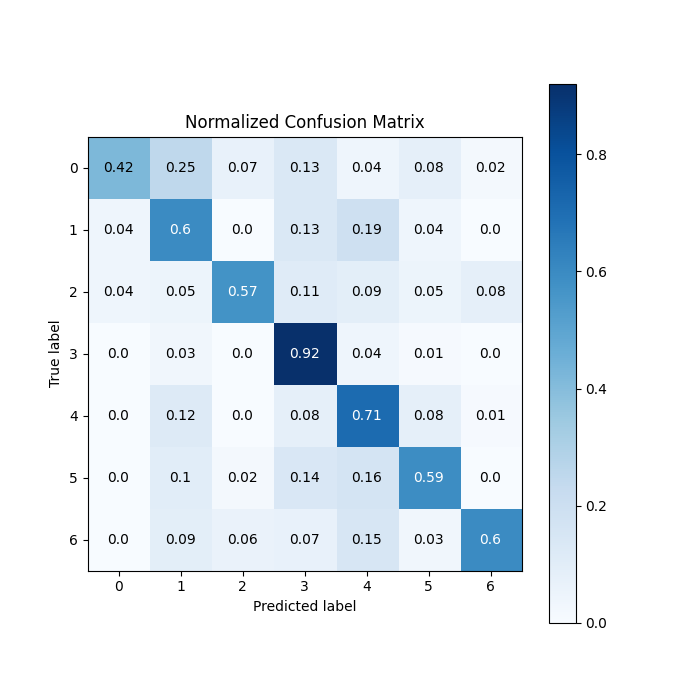 Normalized Confusion Matrix
0 0.42 0.25 0.07 0.13 0.04 0.08 0.02
1 0.04 0.6 0.0 0.13 0.19 0.04 0.0
2 0.04 0.05 0.57 0.11 0.09 0.05 0.08
3 0.0 0.03 0.0 0.92 0.04 0.01 0.0
4 0.0 0.12 0.0 0.08 0.71 0.08 0.01
5 0.0 0.1 0.02 0.14 0.16 0.59 0.0
6 0.0 0.09 0.06 0.07 0.15 0.03 0.6
0 1 2 3 4 5 6
Predicted label
True label
0.8
0.6
0.4
0.2
0.0